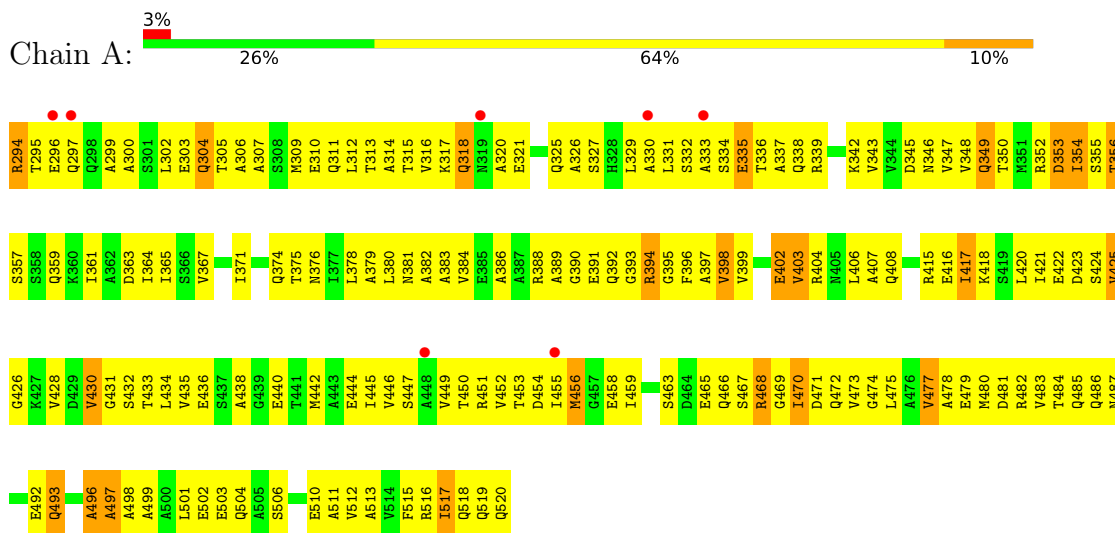 3%
Chain A:
26% 64% 10%
R294 T295 E296 Q297 Q298 A299 A300 S301 L302 E303 Q304 T305 A306 A307 S308 M309 E310 Q311 L312 T313 A314 T315 V316 K317 Q318 N319 A320 E321 Q325 A326 S327 H328 L329 A330 L331 S332 A333 S334 E335 T336 A337 Q338 R339 K342 V343 V344 D345 N346 V347 V348 Q349 T350 M351 R352 D353 I354 S355 T356
S357 S358 Q359 K360 I361 A362 D363 I364 I365 S366 V367 I371 Q374 T375 N376 I377 L378 A379 L380 N381 A382 A383 V384 E385 A386 A387 R388 A389 G390 E391 Q392 G393 R394 G395 F396 A397 V398 V399 E402 V403 R404 N405 L406 A407 Q408 R415 E416 I417 K418 S419 L420 I421 E422 D423 S424 V425
G426 K427 V428 D429 V430 G431 S432 T433 L434 V435 E436 S437 A438 G439 E440 T441 M442 A443 E444 I445 V446 S447 A448 V449 T450 R451 V452 T453 D454 I455 M456 G457 E458 I459 S463 D464 E465 Q466 S467 R468 G469 I470 D471 Q472 V473 G474 L475 A476 V477 A478 E479 M480 D481 R482 V483 T484 Q485 Q486 N487
E492 Q493 A496 A497 A498 A499 A500 L501 E502 E503 Q504 A505 S506 E510 A511 V512 A513 V514 F515 R516 I517 Q518 Q519 Q520